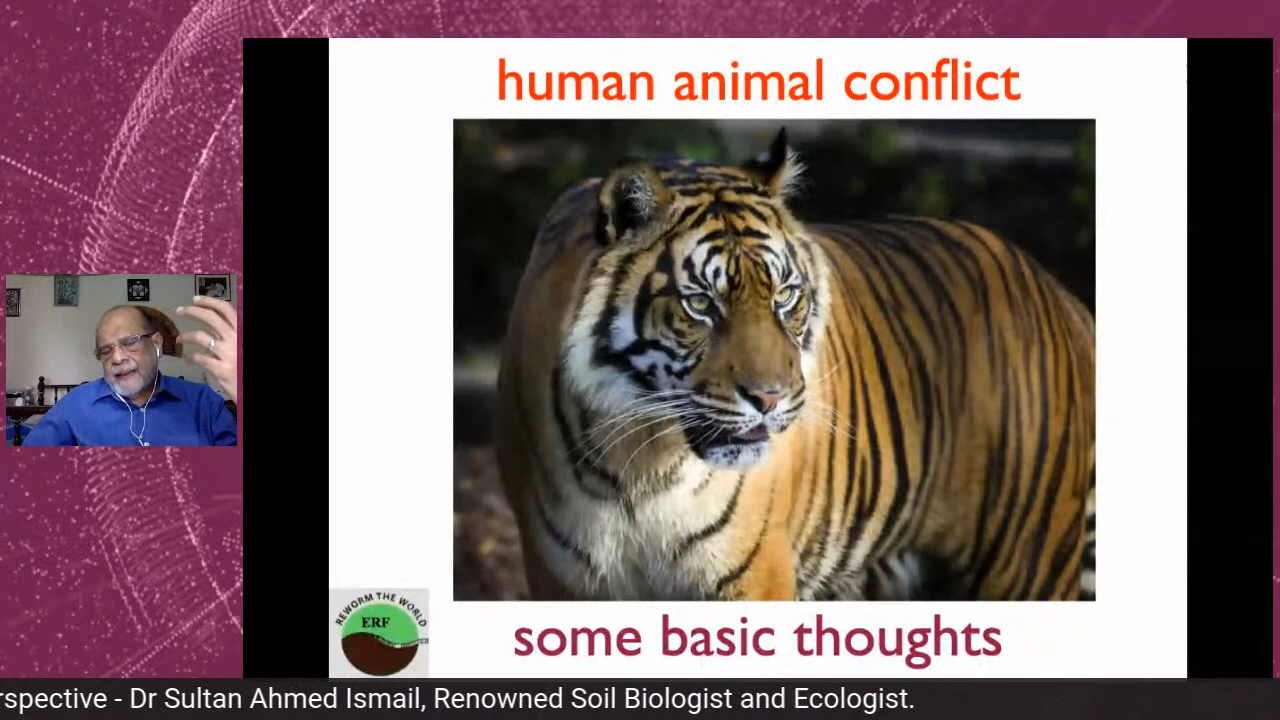 human animal conflict
REWORM THE WORLD
ERF
some basic thoughts
rspective - Dr Sultan Ahmed Ismail, Renowned Soil Biologist and Ecologist.